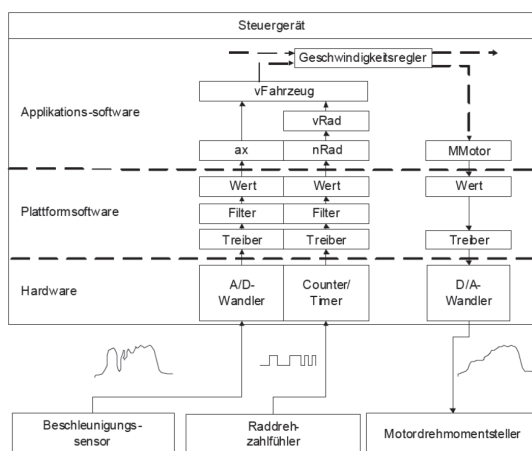 Steuergerät
Geschwindigkeitsregler
vFahrzeug
vRad
Applikations-software
ax nRad MMotor
Wert Wert Wert
Filter Filter
Plattformsoftware
Treiber Treiber Treiber
A/D-
Wandler
Counter/
Timer
D/A-
Wandler
Hardware
Beschleunigungs-
sensor
Raddreh-
zahlfühler
Motordrehmomentsteller